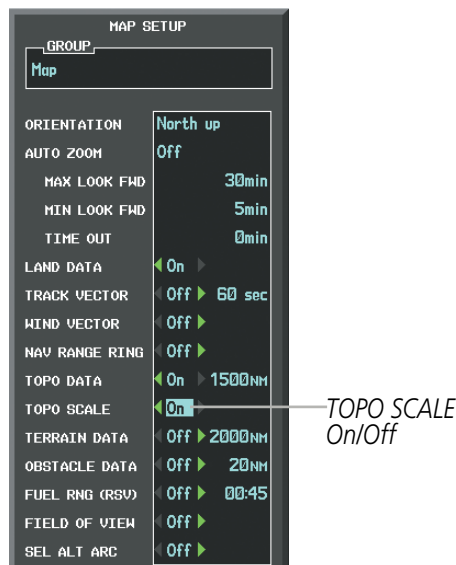 MAP SETUP
GROUP
Map
ORIENTATION North up
AUTO ZOOM Off
MAX LOOK FWD 30min
MIN LOOK FWD 5min
TIME OUT 0min
LAND DATA On
TRACK VECTOR Off 60 sec
WIND VECTOR Off
NAV RANGE RING Off
TOPO DATA On 1500NM
TOPO SCALE On
TOPO SCALE
On/Off
TERRAIN DATA Off 2000NM
OBSTACLE DATA Off 20NM
FUEL RNG (RSV) Off 00:45
FIELD OF VIEW Off
SEL ALT ARC Off